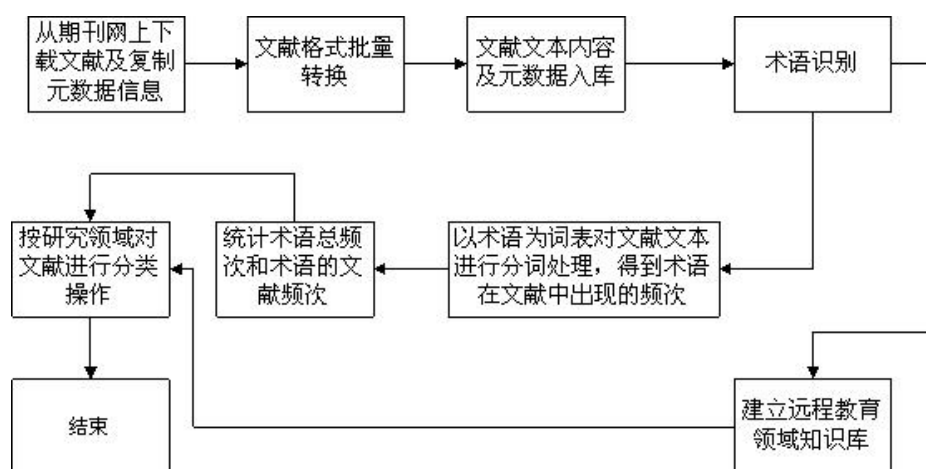 从期刊网上下
载文献及复制
元数据信息
文献格式批量
转换
文献文本内容
及元数据入库
术语识别
按研究领域对
文献进行分类
操作
统计术语总频
次和术语的文
献频次
以术语为词表对文献文本
进行分词处理，得到术语
在文献中出现的频次
结束
建立远程教育
领域知识库